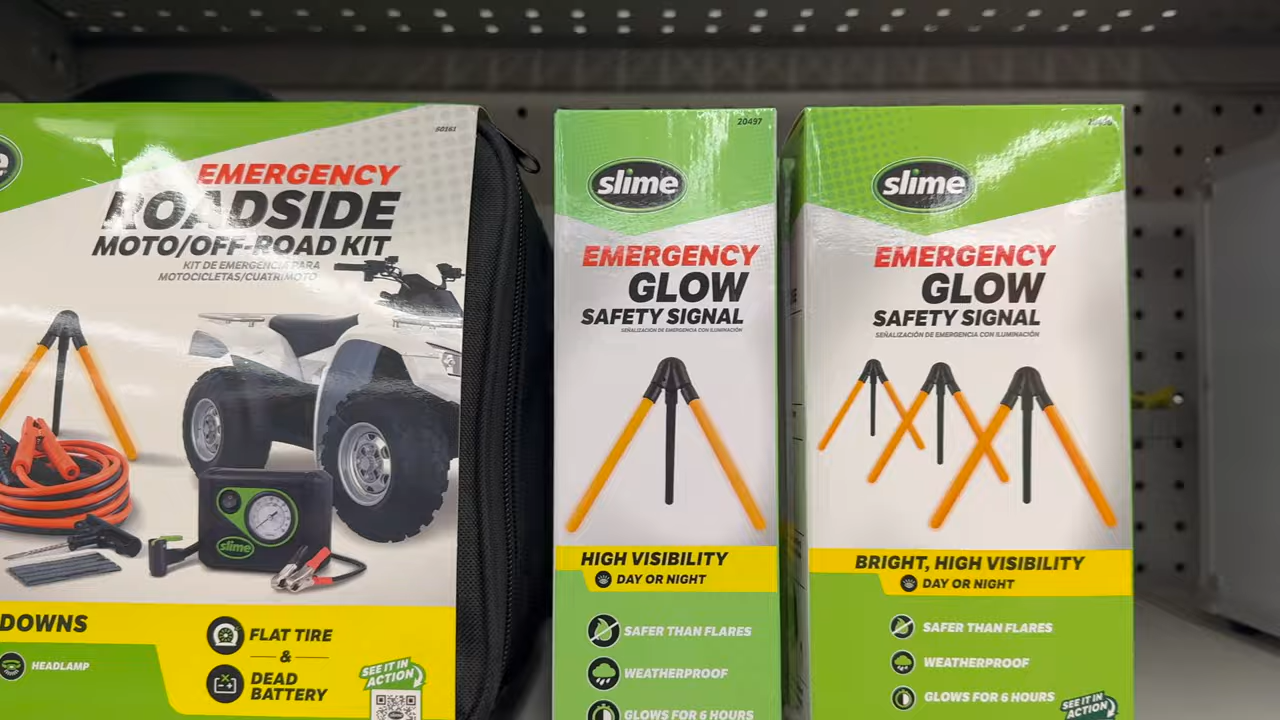 50161
EMERGENCY
ROADSIDE
MOTO/OFF-ROAD KIT
KIT DE EMERGENCIA PARA
MOTOCICLETAS/CUATRIMOTO
slime
DOWNS
HEADLAMP
FLAT TIRE
&
DEAD
BATTERY
SEE IT IN
ACTION
20497
slime
EMERGENCY
GLOW
SAFETY SIGNAL
SEÑALIZACIÓN DE EMERGENCIA CON ILUMINACIÓN
HIGH VISIBILITY
DAY OR NIGHT
SAFER THAN FLARES
WEATHERPROOF
GLOWS FOR 6 HOURS
slime
EMERGENCY
GLOW
SAFETY SIGNAL
SEÑALIZACIÓN DE EMERGENCIA CON ILUMINACIÓN
BRIGHT, HIGH VISIBILITY
DAY OR NIGHT
SAFER THAN FLARES
WEATHERPROOF
GLOWS FOR 6 HOURS
SEE IT IN
ACTION